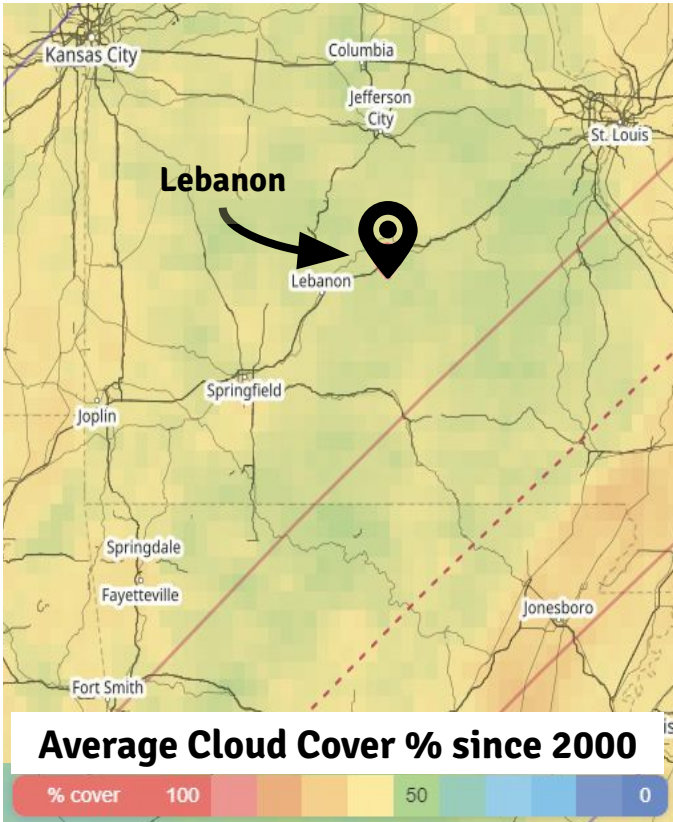 Kansas City
Columbia
Jefferson
City
St. Louis
Lebanon
Lebanon
Springfield
Joplin
Springdale
Fayetteville
Jonesboro
Fort Smith
is
Average Cloud Cover % since 2000
% cover 100 50 0